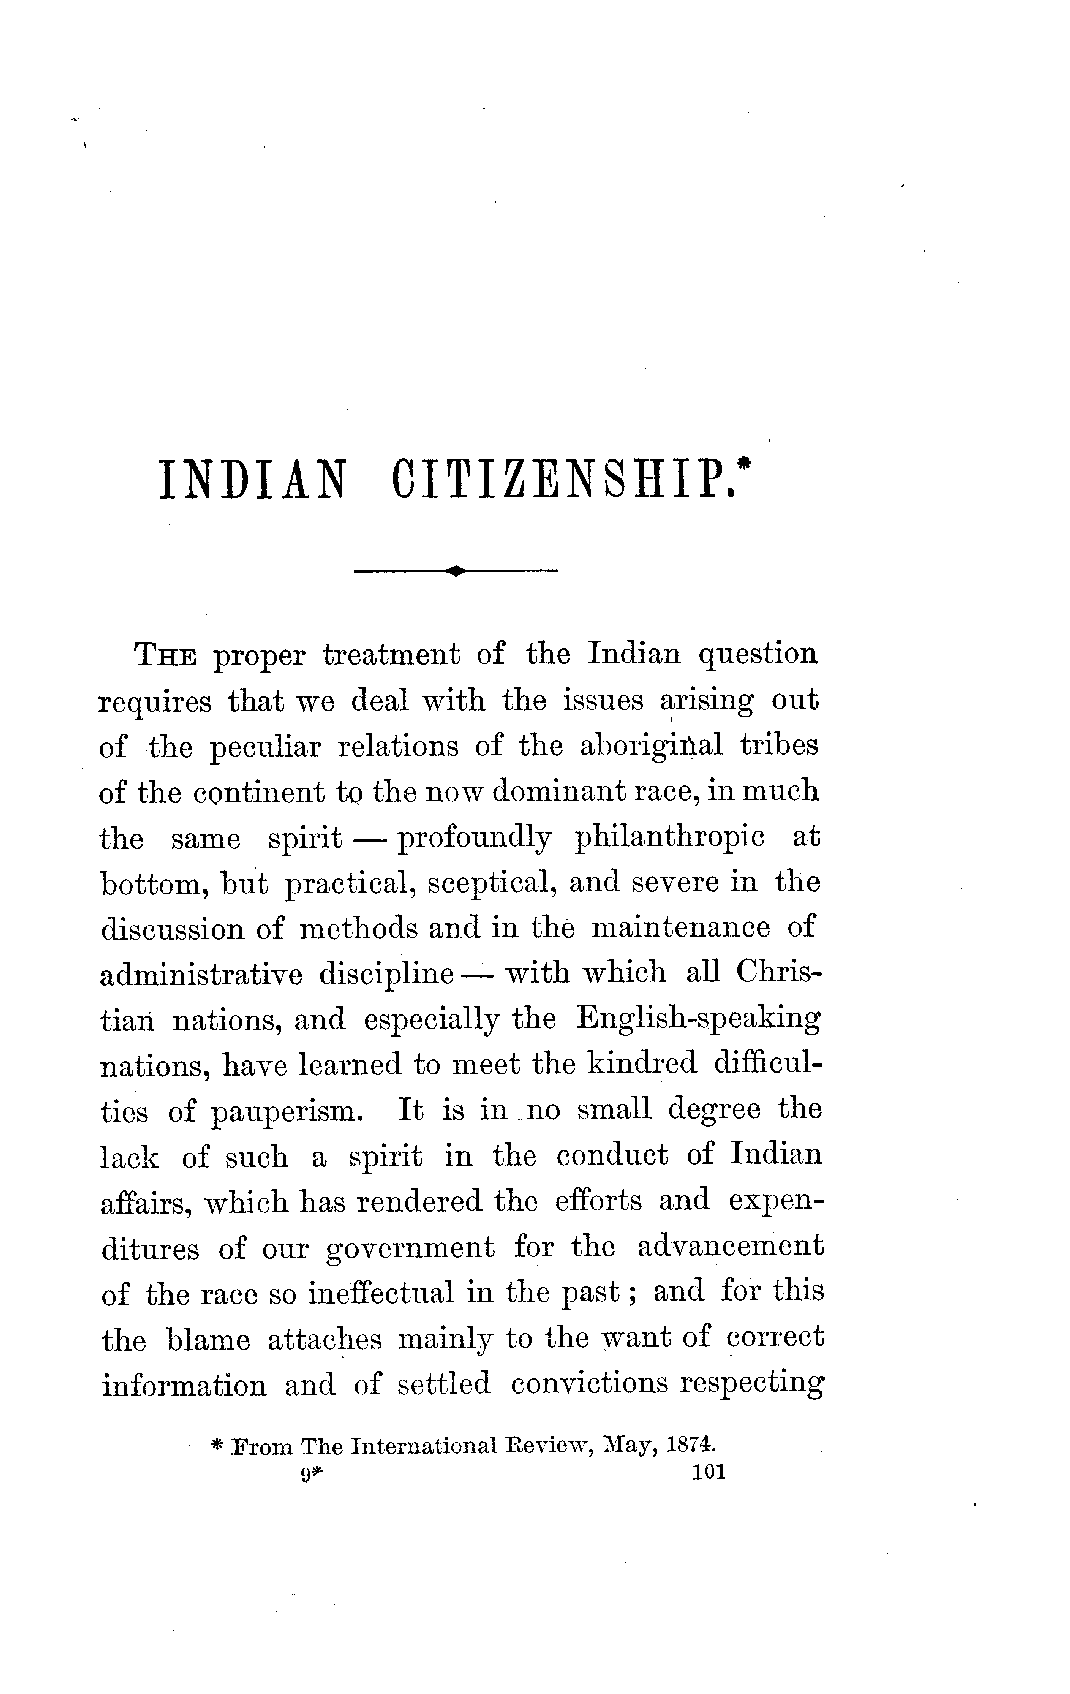 INDIAN CITIZENSHIP.*
THE proper treatment of the Indian question
requires that we deal with the issues arising out
of the peculiar relations of the aboriginal tribes
of the continent to the now dominant race, in much
the same spirit — profoundly philanthropic at
bottom, but practical, sceptical, and severe in the
discussion of methods and in the maintenance of
administrative discipline — with which all Chris-
tian nations, and especially the English-speaking
nations, have learned to meet the kindred difficul-
ties of pauperism. It is in no small degree the
lack of such a spirit in the conduct of Indian
affairs, which has rendered the efforts and expen-
ditures of our government for the advancement
of the race so ineffectual in the past ; and for this
the blame attaches mainly to the want of correct
information and of settled convictions respecting
* From The International Review, May, 1874.
9* 101